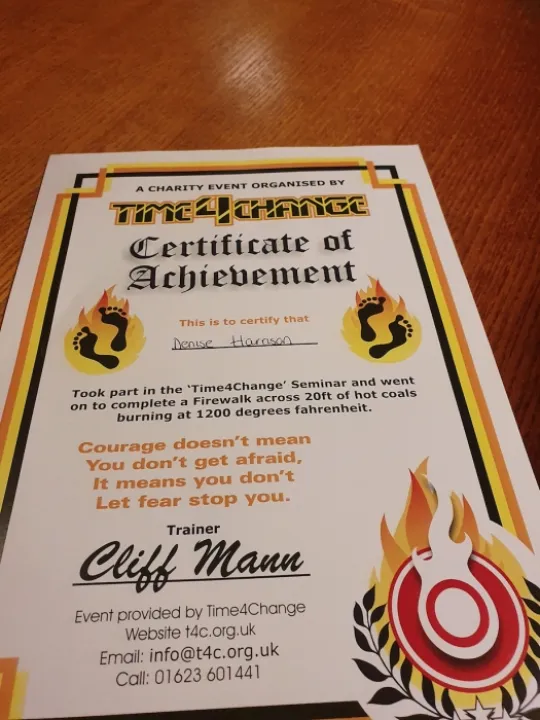 A CHARITY EVENT ORGANISED BY
TIME4CHANGE
Certificate of
Achievement
This is to certify that
Denise Harrison
Took part in the ‘Time4Change’ Seminar and went
on to complete a Firewalk across 20ft of hot coals
burning at 1200 degrees fahrenheit.
Courage doesn’t mean
You don’t get afraid,
It means you don’t
Let fear stop you.
Trainer
Cliff Mann
Event provided by Time4Change
Website t4c.org.uk
Email: info@t4c.org.uk
Call: 01623 601441